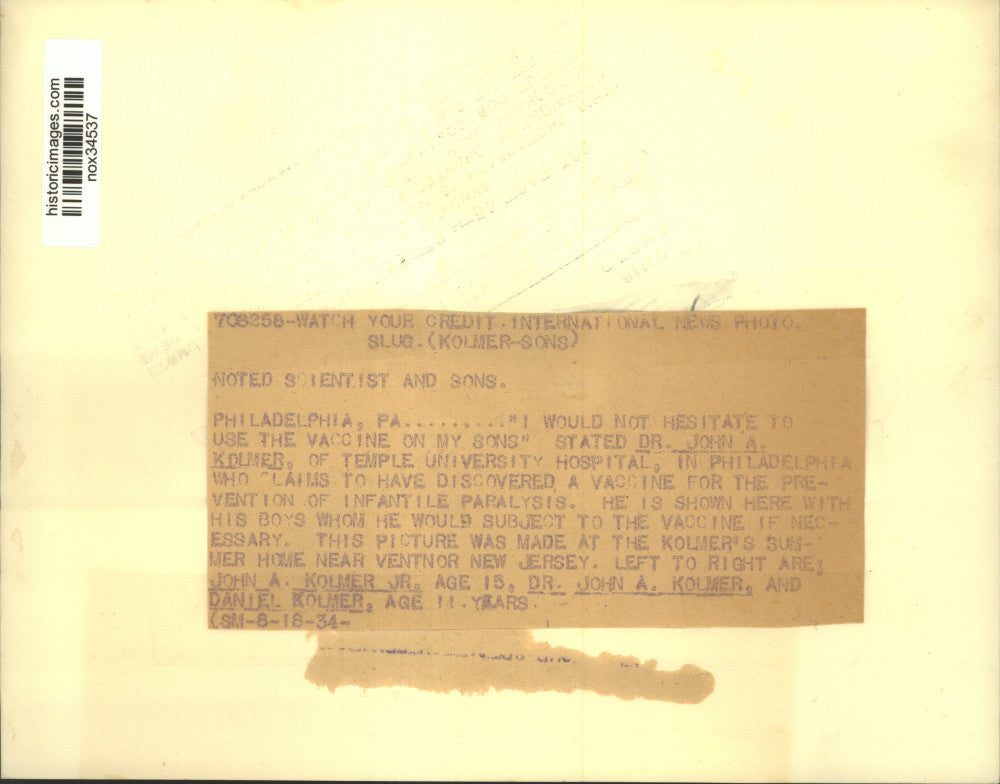 historicimages.com
nox34537
708258-WATCH YOUR CREDIT.INTERNATIONAL NEWS PHOTO.
SLUG.(KOLMER-SONS)
NOTED SCIENTIST AND SONS.
PHILADELPHIA, PA.........."I WOULD NOT HESITATE TO
USE THE VACCINE ON MY SONS" STATED DR. JOHN A.
KOLMER, OF TEMPLE UNIVERSITY HOSPITAL, IN PHILADELPHIA
WHO CLAIMS TO HAVE DISCOVERED A VACCINE FOR THE PRE-
VENTION OF INFANTILE PARALYSIS. HE IS SHOWN HERE WITH
HIS BOYS WHOM HE WOULD SUBJECT TO THE VACCINE IF NEC-
ESSARY. THIS PICTURE WAS MADE AT THE KOLMER'S SUM-
MER HOME NEAR VENTNOR NEW JERSEY. LEFT TO RIGHT ARE;
JOHN A. KOLMER JR, AGE 15, DR. JOHN A. KOLMER, AND
DANIEL KOLMER, AGE 11.YEARS.
(SM-8-16-34-